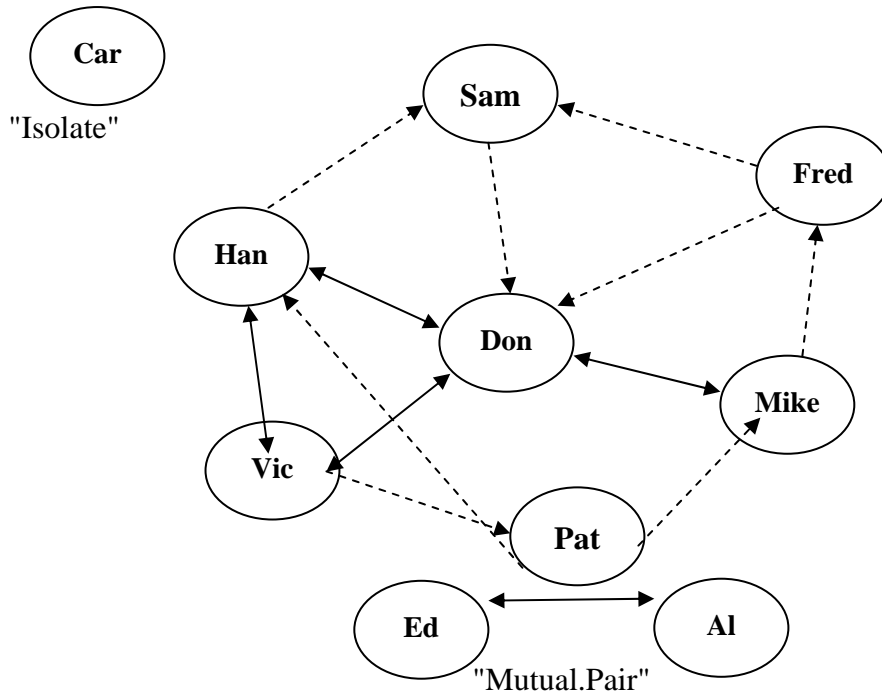 Car
"Isolate"
Sam
Fred
Han
Don
Mike
Vic
Pat
Ed
Al
"Mutual.Pair"